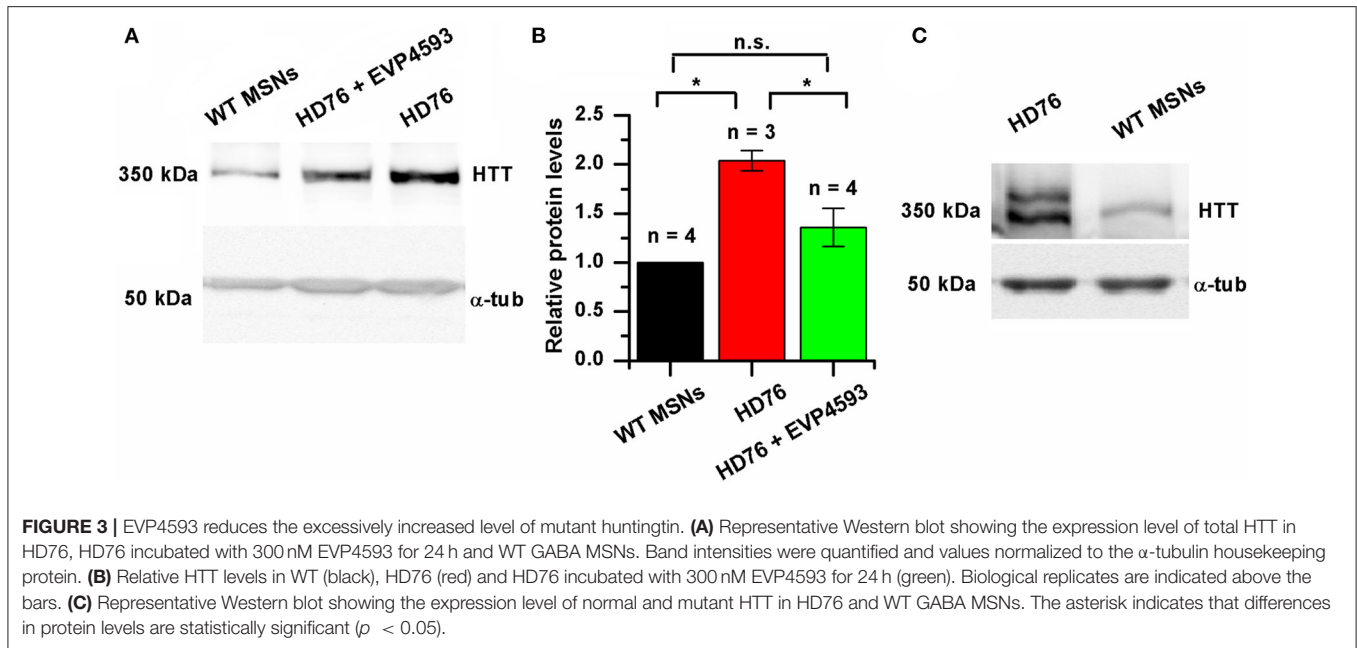 A
WT MSNs
HD76 + EVP4593
HD76
350 kDa
HTT
50 kDa
α-tub
B
n.s.
*
*
Relative protein levels
2.5
2.0
1.5
1.0
0.5
0.0
n = 4
n = 3
n = 4
WT MSNs
HD76
HD76 + EVP4593
C
HD76
WT MSNs
350 kDa
HTT
50 kDa
α-tub
FIGURE 3 | EVP4593 reduces the excessively increased level of mutant huntingtin. (A) Representative Western blot showing the expression level of total HTT in
HD76, HD76 incubated with 300 nM EVP4593 for 24 h and WT GABA MSNs. Band intensities were quantified and values normalized to the α-tubulin housekeeping
protein. (B) Relative HTT levels in WT (black), HD76 (red) and HD76 incubated with 300 nM EVP4593 for 24 h (green). Biological replicates are indicated above the
bars. (C) Representative Western blot showing the expression level of normal and mutant HTT in HD76 and WT GABA MSNs. The asterisk indicates that differences
in protein levels are statistically significant (p < 0.05).